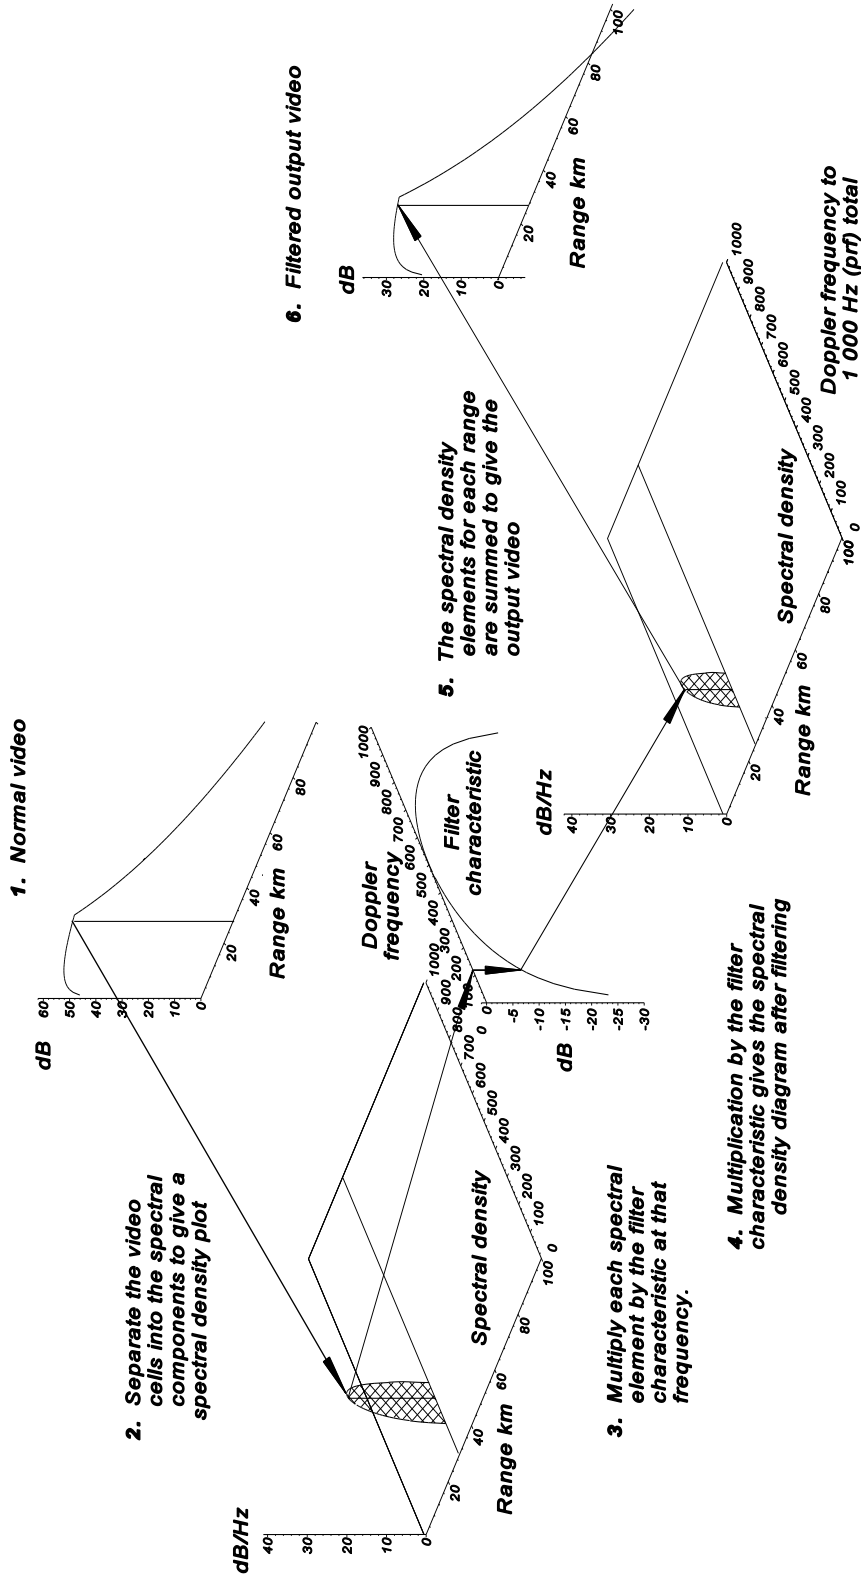 1. Normal video
dB
60
50
40
30
20
10
0
20
40
60
80
Range km
2. Separate the video
cells into the spectral
components to give a
spectral density plot
dB/Hz
40
30
20
10
0
20
40
60
80
100
Range km
Spectral density
0
100
200
300
400
500
600
700
800
900
1000
3. Multiply each spectral
element by the filter
characteristic at that
frequency.
Doppler
frequency
0
100
200
300
400
500
600
700
800
900
1000
dB
0
-5
-10
-15
-20
-25
-30
Filter
characteristic
4. Multiplication by the filter
characteristic gives the spectral
density diagram after filtering
dB/Hz
40
30
20
10
0
20
40
60
80
100
Range km
Spectral density
0
100
200
300
400
500
600
700
800
900
1000
Doppler frequency to
1 000 Hz (prf) total
5. The spectral density
elements for each range
are summed to give the
output video
6. Filtered output video
dB
30
20
10
0
20
40
60
80
100
Range km